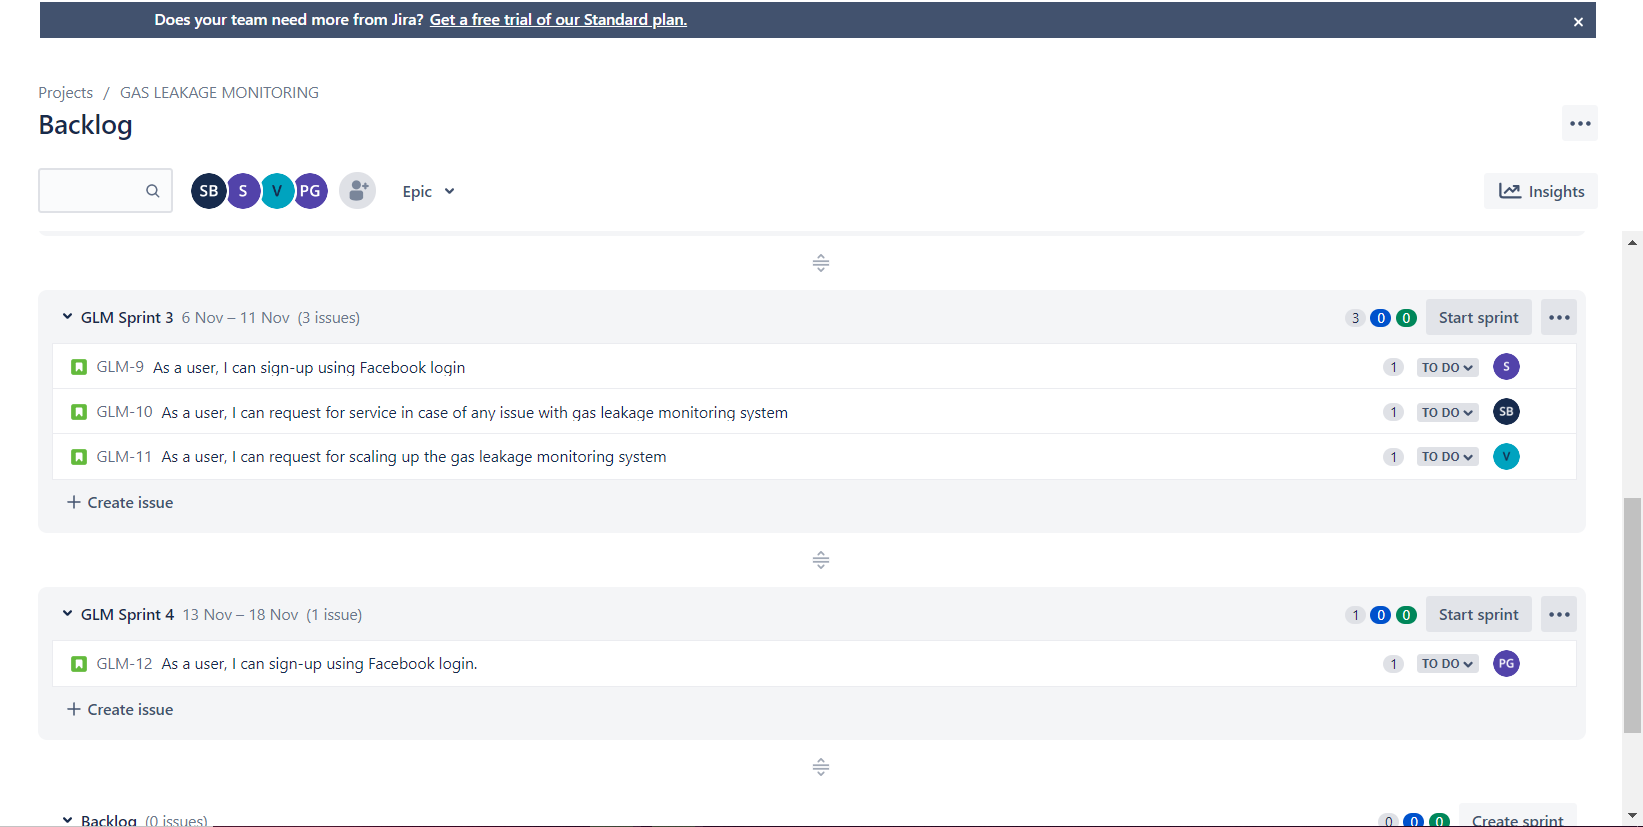 Does your team need more from Jira? Get a free trial of our Standard plan. ×
Projects / GAS LEAKAGE MONITORING
Backlog
SB S V PG Epic Insights
GLM Sprint 3 6 Nov – 11 Nov (3 issues) 3 0 0 Start sprint
GLM-9 As a user, I can sign-up using Facebook login 1 TO DO S
GLM-10 As a user, I can request for service in case of any issue with gas leakage monitoring system 1 TO DO SB
GLM-11 As a user, I can request for scaling up the gas leakage monitoring system 1 TO DO V
+ Create issue
GLM Sprint 4 13 Nov – 18 Nov (1 issue) 1 0 0 Start sprint
GLM-12 As a user, I can sign-up using Facebook login. 1 TO DO PG
+ Create issue
Backlog (0 issues) 0 0 0 Create sprint